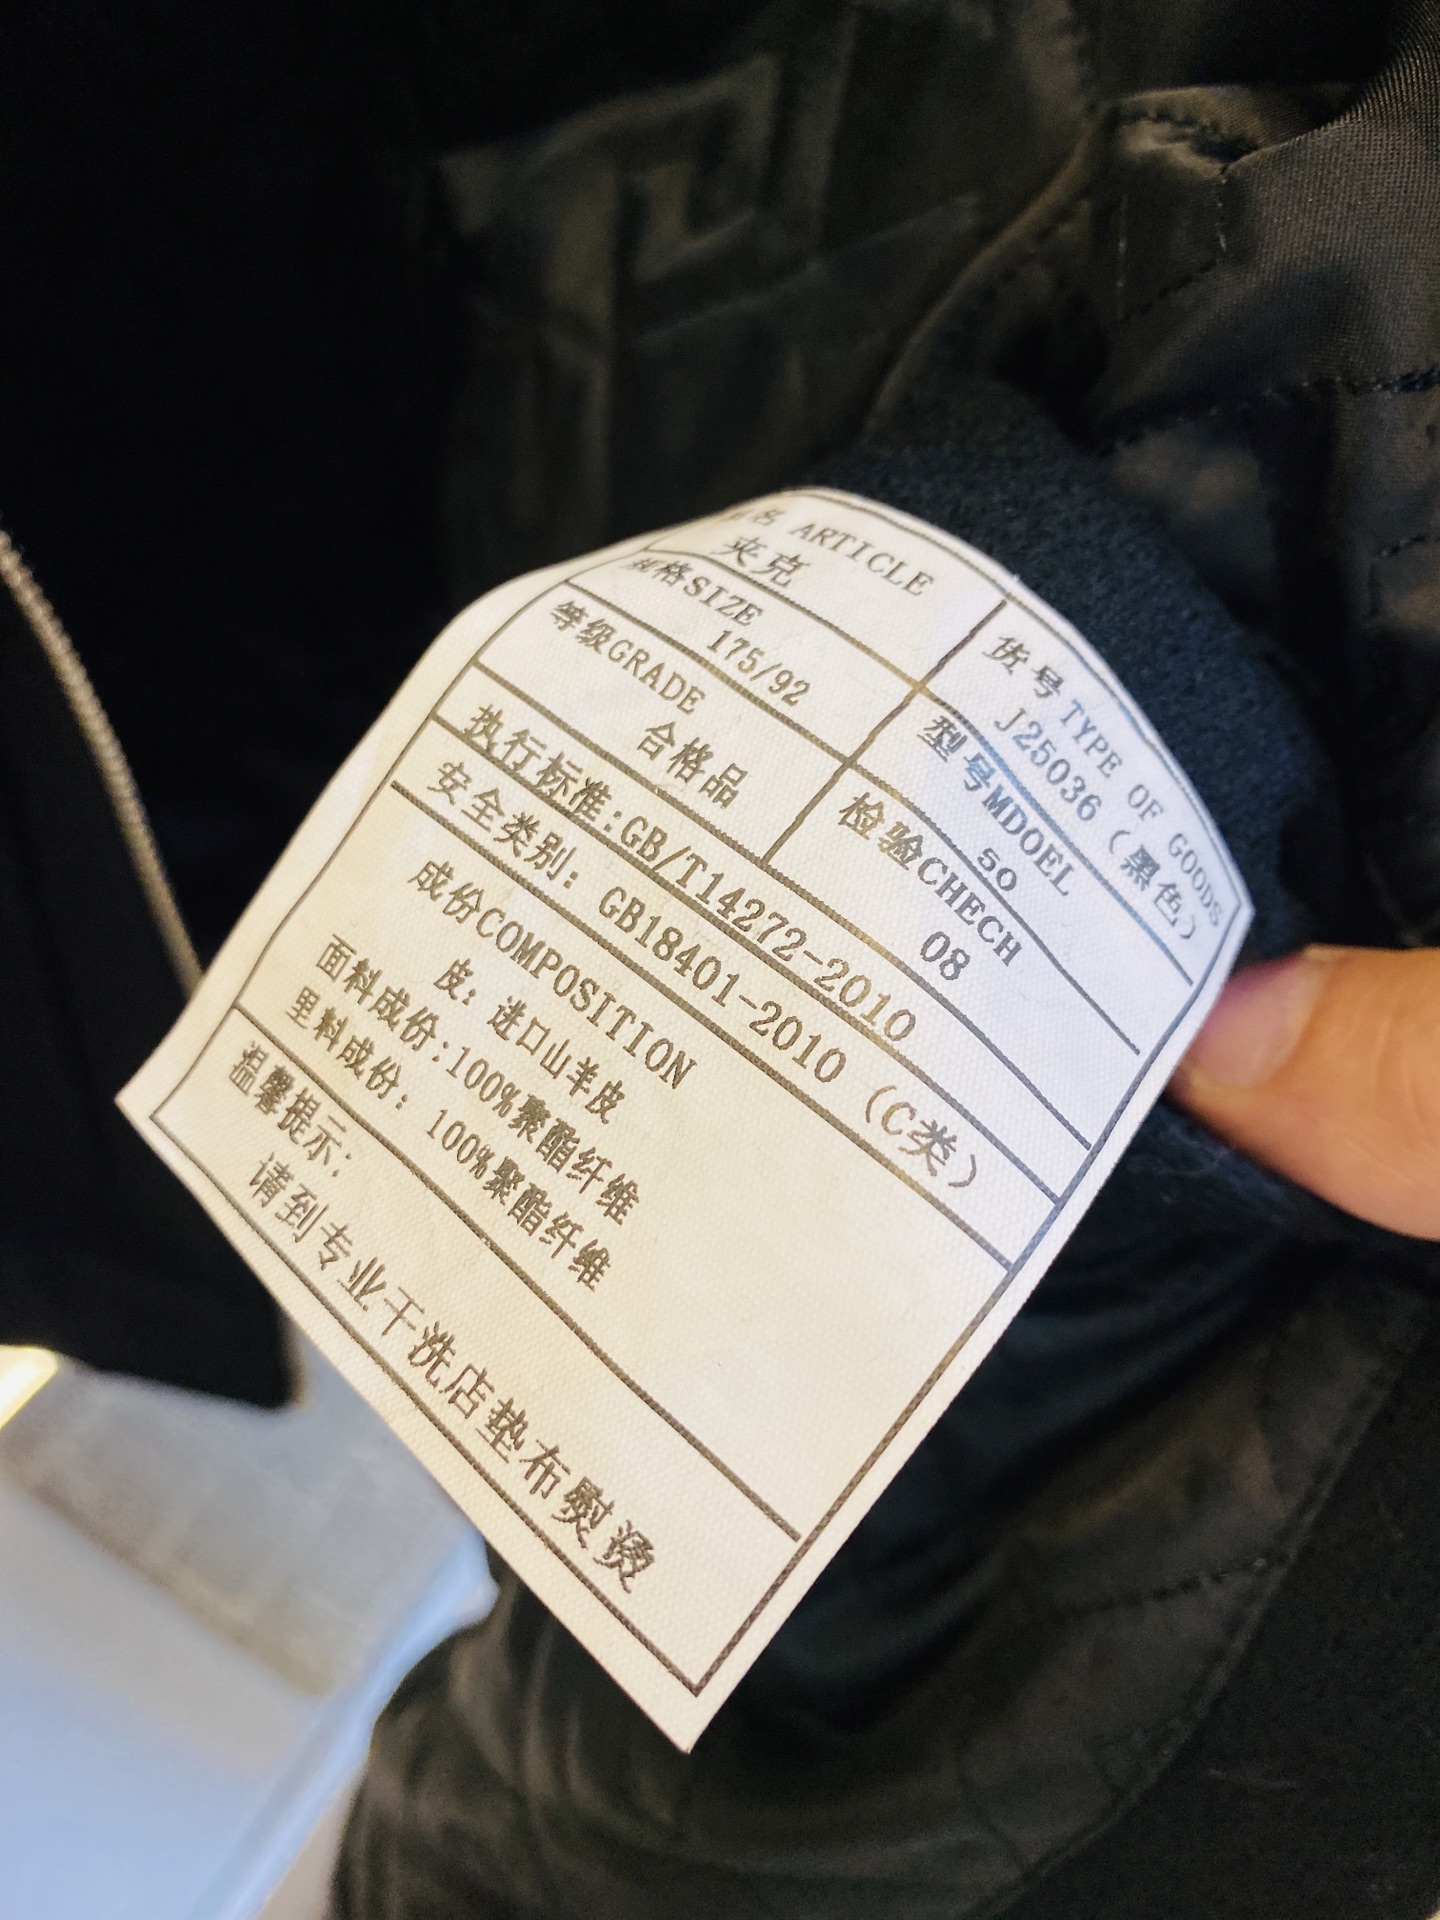 名 ARTICLE
夹克
货号 TYPE OF GOODS
J25036 (黑色)
规格SIZE
175/92
型号MDOEL
50
等级GRADE
合格品
检验CHECH
08
执行标准:GB/T14272-2010
安全类别: GB18401-2010 (C类)
成份COMPOSITION
皮: 进口山羊皮
面料成份:100%聚酯纤维
里料成份: 100%聚酯纤维
温馨提示:
请到专业干洗店垫布熨烫